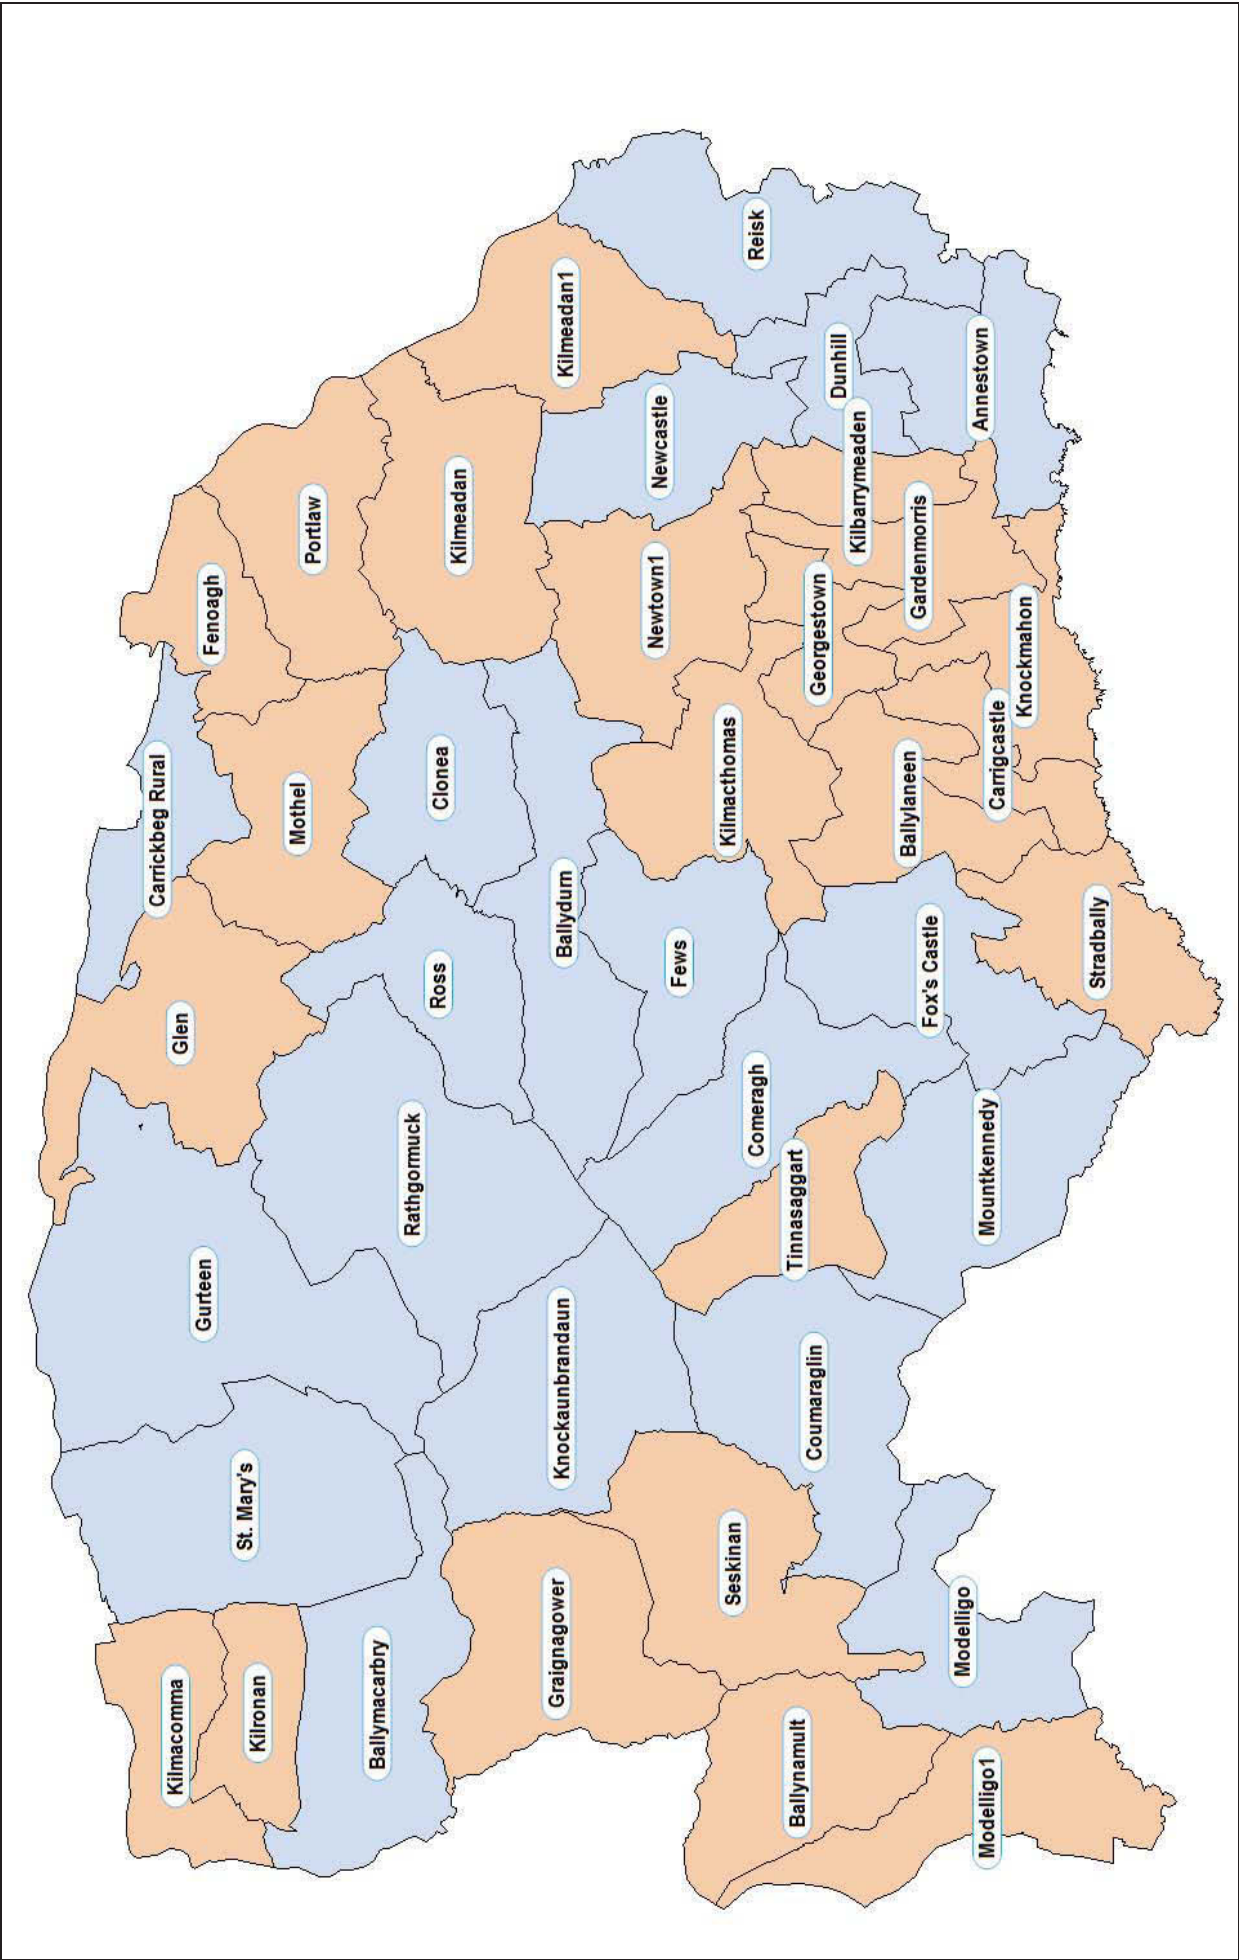 Kilmacomma
Kilronan
St. Mary's
Gurteen
Glen
Carrickbeg Rural
Fenoagh
Mothel
Portlaw
Ballymacarbry
Rathgormuck
Ross
Clonea
Kilmeadan
Kilmeadan1
Graignagower
Knockaunbrandaun
Ballydurn
Newtown1
Newcastle
Seskinan
Fews
Kilmacthomas
Reisk
Ballynamult
Coumaraglin
Tinnasaggart
Comeragh
Georgestown
Kilbarrymeaden
Dunhill
Ballylaneen
Gardenmorris
Fox's Castle
Modelligo
Modelligo1
Mountkennedy
Carrigcastle
Knockmahon
Annestown
Stradbally